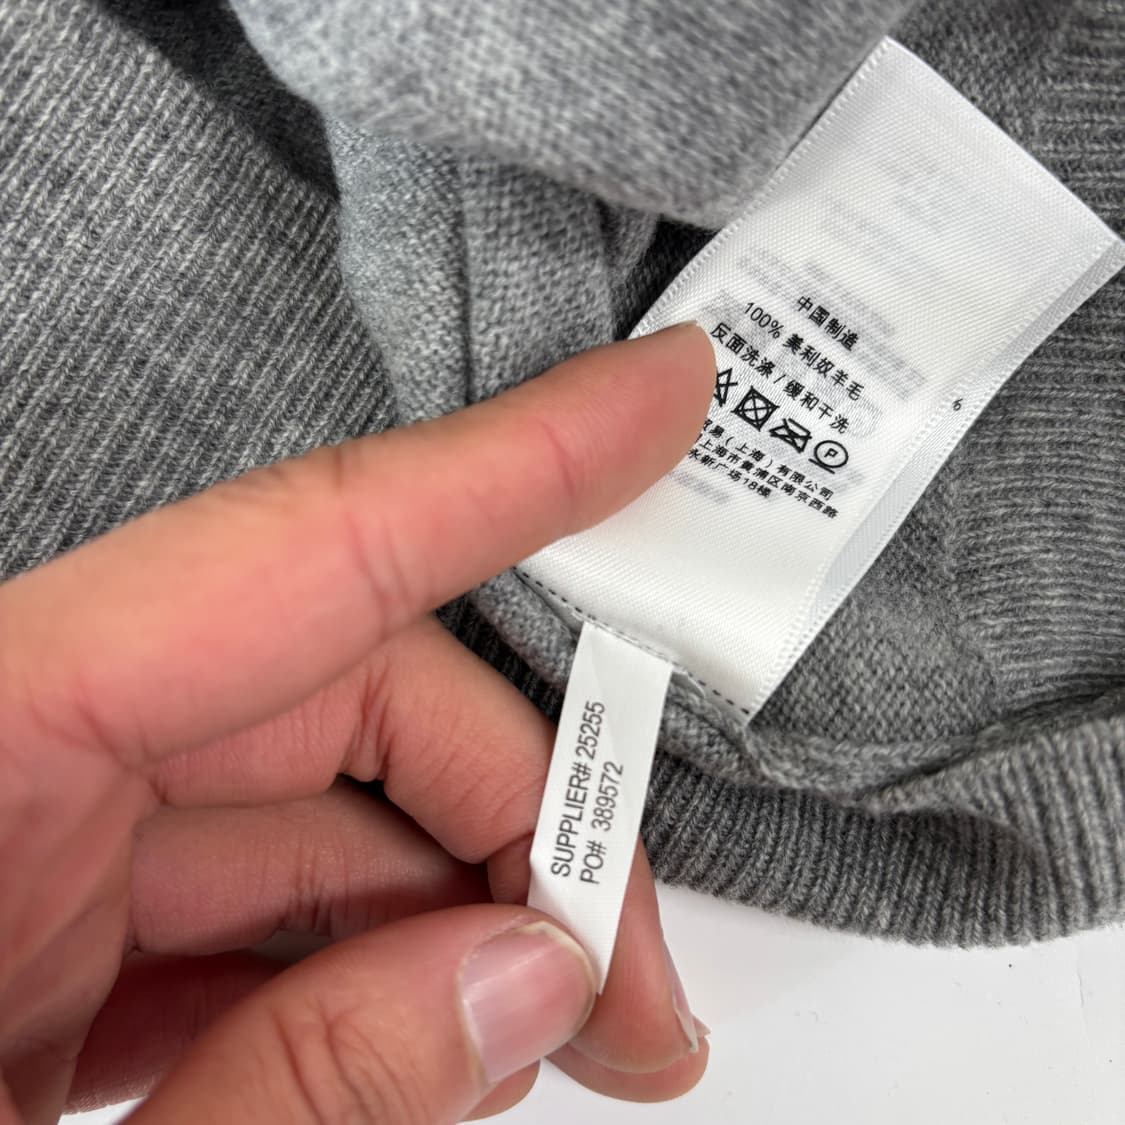 中国制造
100% 美利奴羊毛
反面洗涤 / 缓和干洗
P
贸易（上海）有限公司
上海市黄浦区南京西路
永新广场18楼
6
SUPPLIER# 25255
PO# 389572